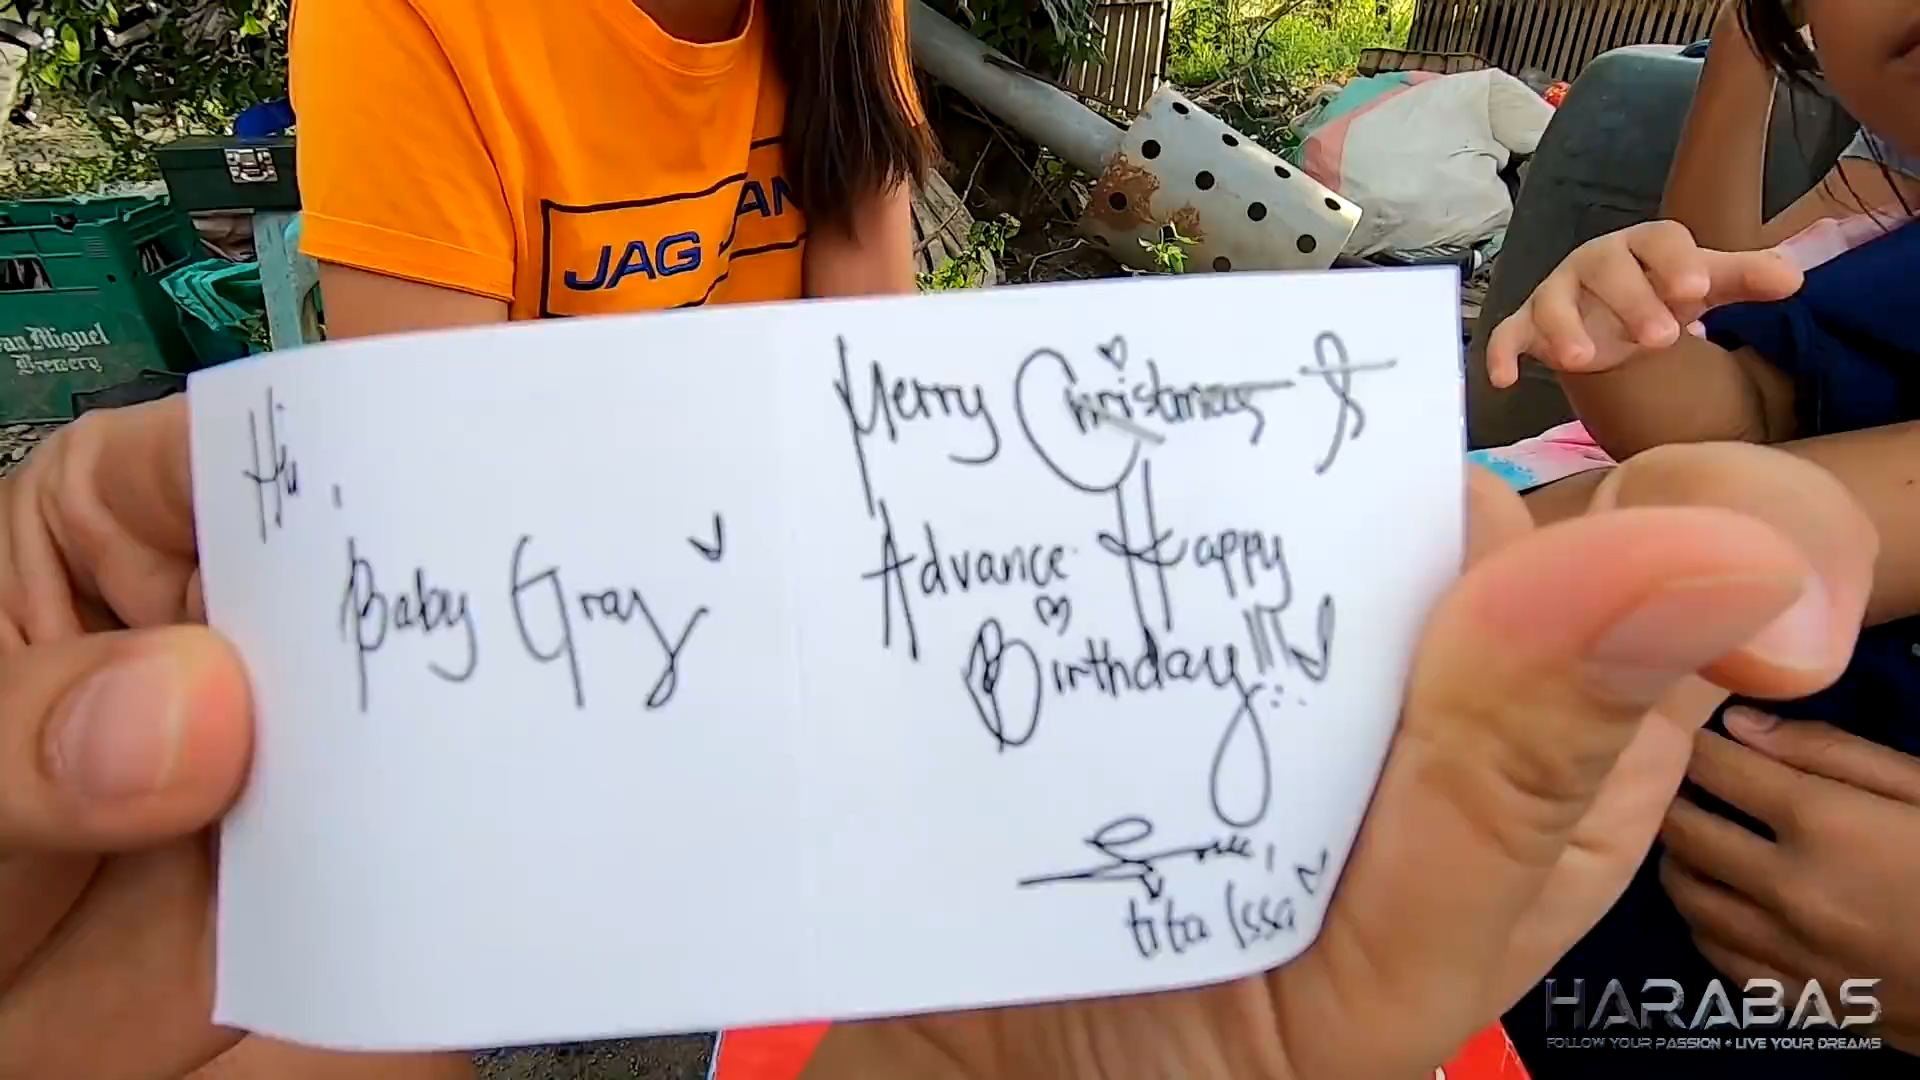 JAG
AN
San Miguel
Brewery
Hi,
Baby Gray
Merry Christmas &
Advance Happy
Birthday!!!
tita Issa
HARABAS
FOLLOW YOUR PASSION • LIVE YOUR DREAMS